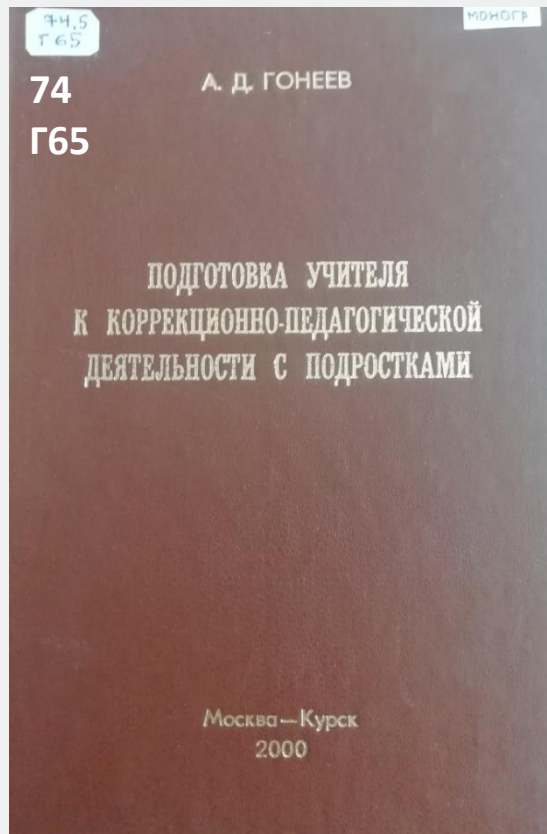 74.5
Г65
МОНОГР
74
Г65
А. Д. ГОНЕЕВ
ПОДГОТОВКА УЧИТЕЛЯ
К КОРРЕКЦИОННО-ПЕДАГОГИЧЕСКОЙ
ДЕЯТЕЛЬНОСТИ С ПОДРОСТКАМИ
Москва—Курск
2000